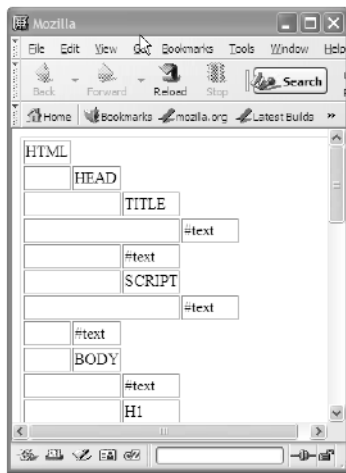 Mozilla
File Edit View Go Bookmarks Tools Window Help
Back Forward Reload Stop Search
Home Bookmarks mozilla.org Latest Builds »
HTML
HEAD
TITLE
#text
#text
SCRIPT
#text
#text
BODY
#text
H1